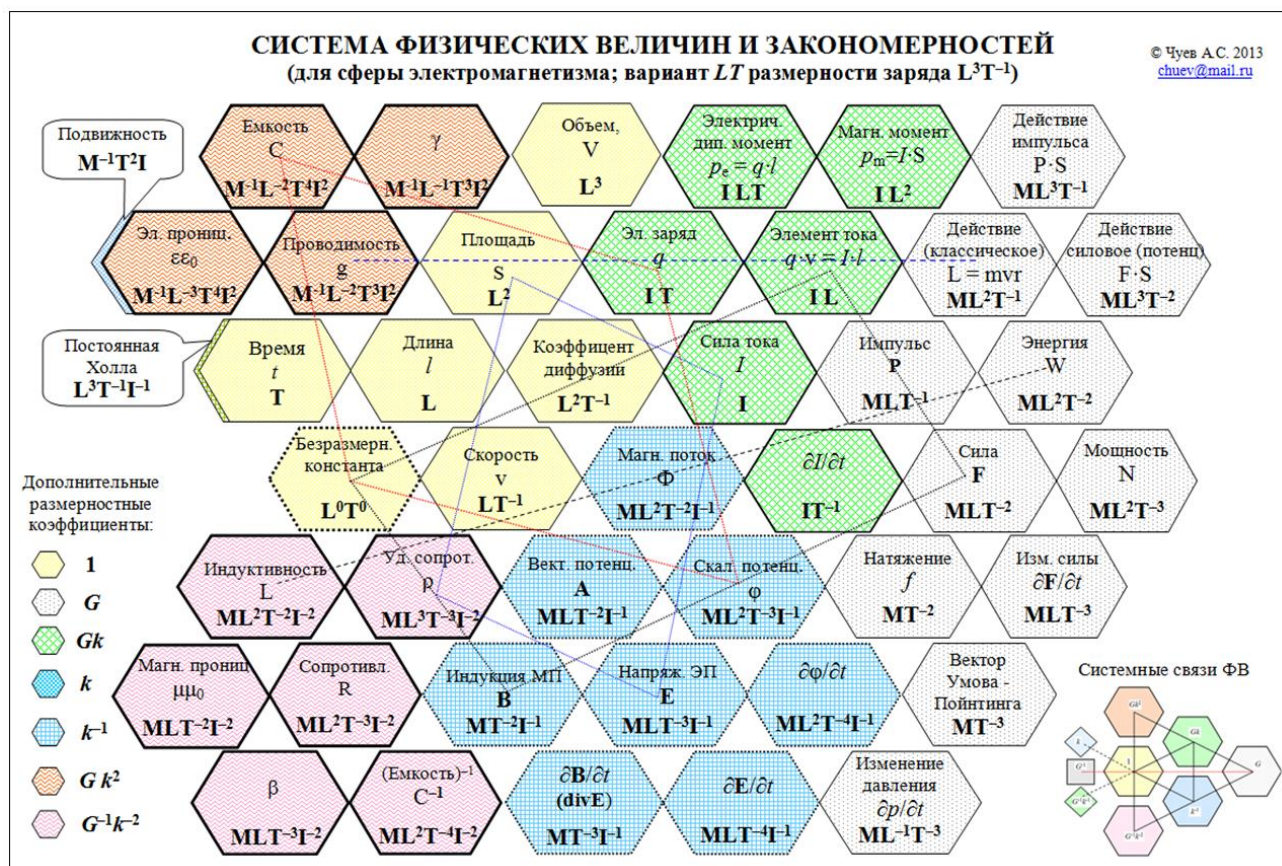 СИСТЕМА ФИЗИЧЕСКИХ ВЕЛИЧИН И ЗАКОНОМЕРНОСТЕЙ
(для сферы электромагнетизма; вариант LT размерности заряда L³T⁻¹)
© Чуев А.С. 2013
chuev@mail.ru
Подвижность
M⁻¹T²I
Емкость
C
M⁻¹L⁻²T⁴I²
γ
M⁻¹L⁻¹T³I²
Объем,
V
L³
Электрич.
дип. момент
pₑ = q·l
I LT
Магн. момент
pₘ=I·S
I L²
Действие
импульса
P·S
ML³T⁻¹
Эл. прониц.
εε₀
M⁻¹L⁻³T⁴I²
Проводимость
g
M⁻¹L⁻²T³I²
Площадь
S
L²
Эл. заряд
q
I T
Элемент тока
q·v = I·l
I L
Действие
(классическое)
L = mvr
ML²T⁻¹
Действие
силовое (потенц)
F·S
ML³T⁻²
Постоянная
Холла
L³T⁻¹I⁻¹
Время
t
T
Длина
l
L
Коэффицент
диффузии
L²T⁻¹
Сила тока
I
I
Импульс
P
MLT⁻¹
Энергия
W
ML²T⁻²
Безразмерн.
константа
L⁰T⁰
Скорость
v
LT⁻¹
Магн. поток
Ф
ML²T⁻²I⁻¹
∂I/∂t
IT⁻¹
Сила
F
MLT⁻²
Мощность
N
ML²T⁻³
Дополнительные
размерностные
коэффициенты:
1
G
Gk
k
k⁻¹
G k²
G⁻¹k⁻²
Индуктивность
L
ML²T⁻²I⁻²
Уд. сопрот.
ρ
ML³T⁻³I⁻²
Вект. потенц.
A
MLT⁻²I⁻¹
Скал. потенц.
φ
ML²T⁻³I⁻¹
Натяжение
f
MT⁻²
Изм. силы
∂F/∂t
MLT⁻³
Магн. прониц
μμ₀
MLT⁻²I⁻²
Сопротивл.
R
ML²T⁻³I⁻²
Индукция МП
B
MT⁻²I⁻¹
Напряж. ЭП
E
MLT⁻³I⁻¹
∂φ/∂t
ML²T⁻⁴I⁻¹
Вектор
Умова -
Пойнтинга
MT⁻³
β
MLT⁻³I⁻²
(Емкость)⁻¹
C⁻¹
ML²T⁻⁴I⁻²
∂B/∂t
(divE)
MT⁻³I⁻¹
∂E/∂t
MLT⁻⁴I⁻¹
Изменение
давления
∂p/∂t
ML⁻¹T⁻³
Системные связи ФВ
1
G